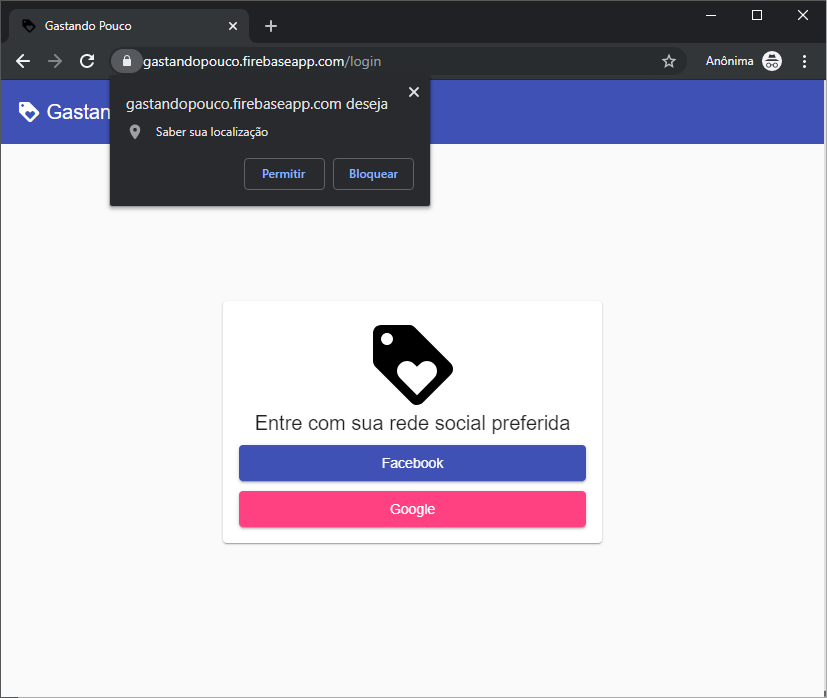 Gastando Pouco
gastandopouco.firebaseapp.com/login
Anônima
Gastan
gastandopouco.firebaseapp.com deseja
Saber sua localização
Permitir
Bloquear
Entre com sua rede social preferida
Facebook
Google